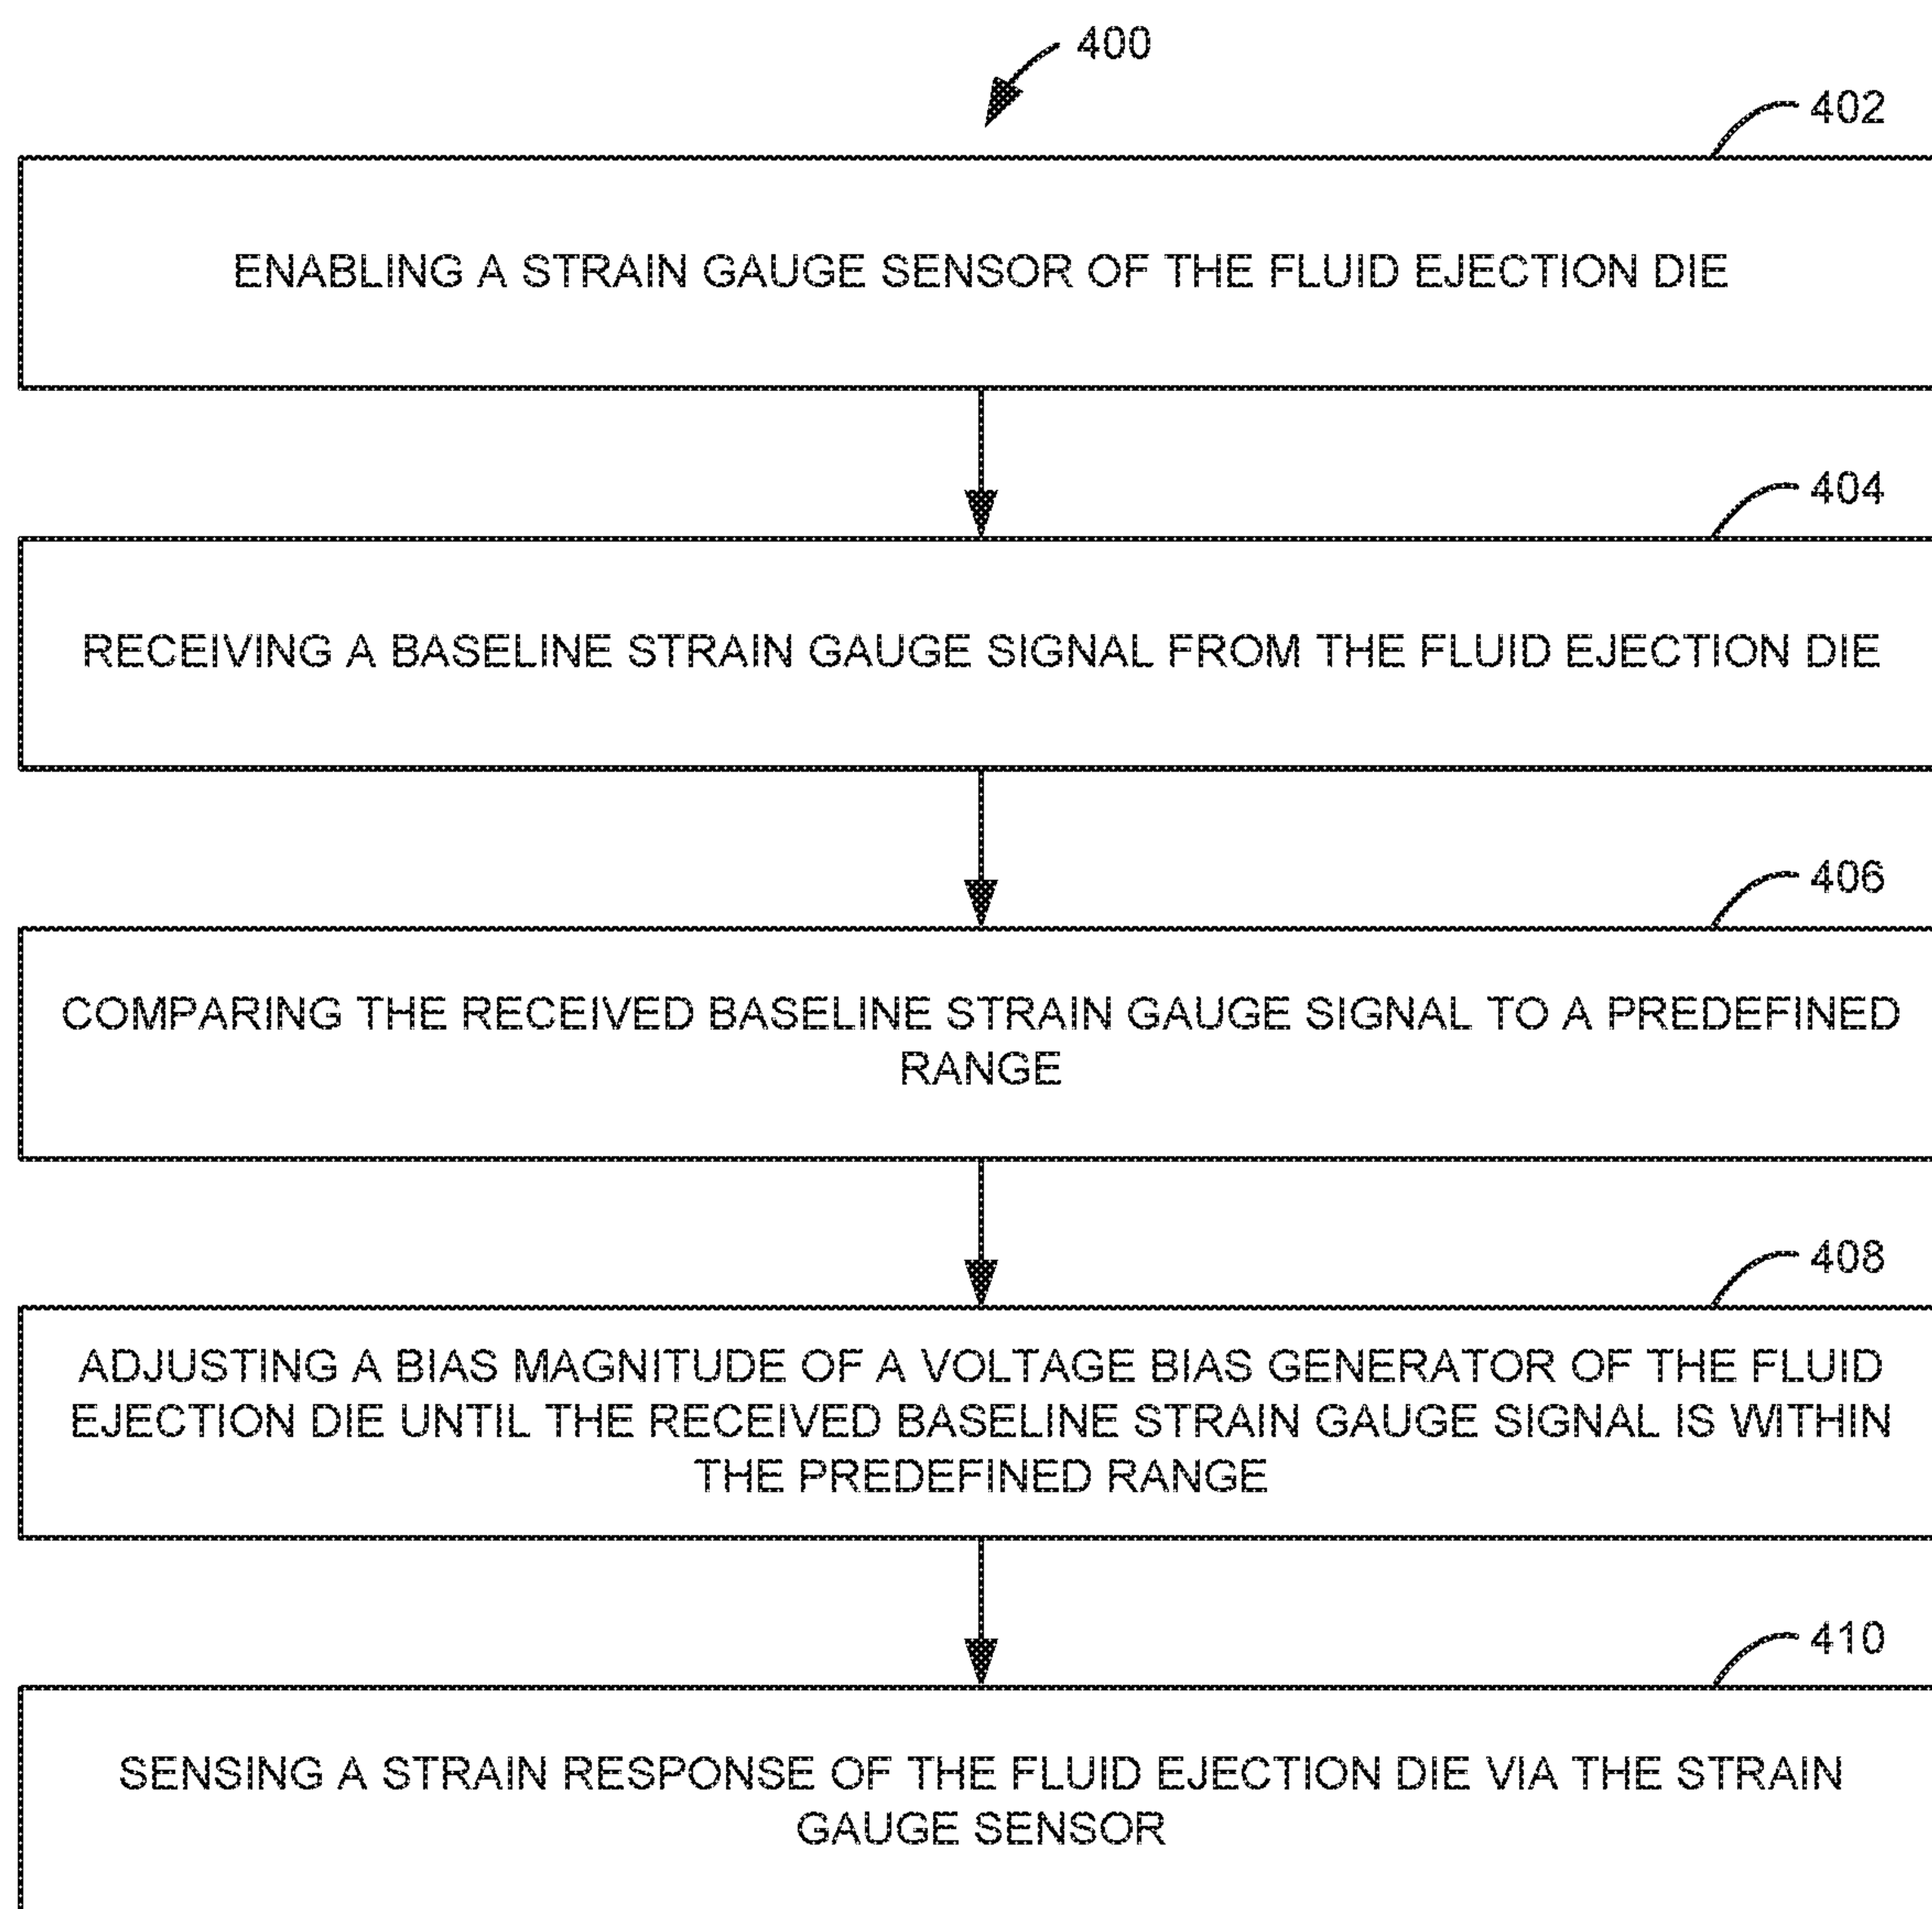 400
402
ENABLING A STRAIN GAUGE SENSOR OF THE FLUID EJECTION DIE
404
RECEIVING A BASELINE STRAIN GAUGE SIGNAL FROM THE FLUID EJECTION DIE
406
COMPARING THE RECEIVED BASELINE STRAIN GAUGE SIGNAL TO A PREDEFINED
RANGE
408
ADJUSTING A BIAS MAGNITUDE OF A VOLTAGE BIAS GENERATOR OF THE FLUID
EJECTION DIE UNTIL THE RECEIVED BASELINE STRAIN GAUGE SIGNAL IS WITHIN
THE PREDEFINED RANGE
410
SENSING A STRAIN RESPONSE OF THE FLUID EJECTION DIE VIA THE STRAIN
GAUGE SENSOR